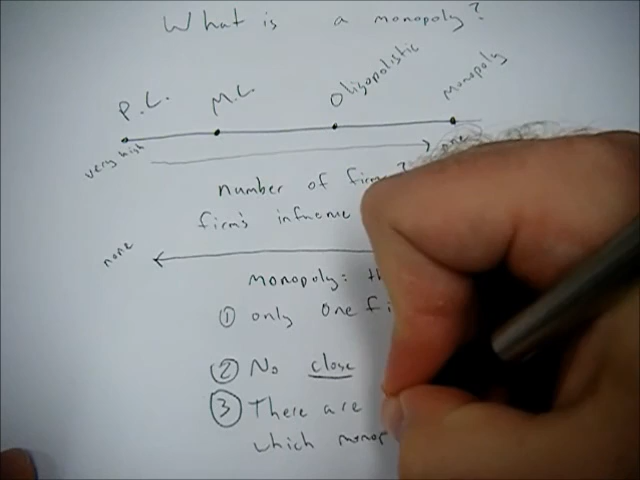 What is a monopoly?
P.C. M.C. Oligopolistic Monopoly
very high one
number of firms?
firm's influence
none
monopoly:
① only one
② No close
③ There are
which